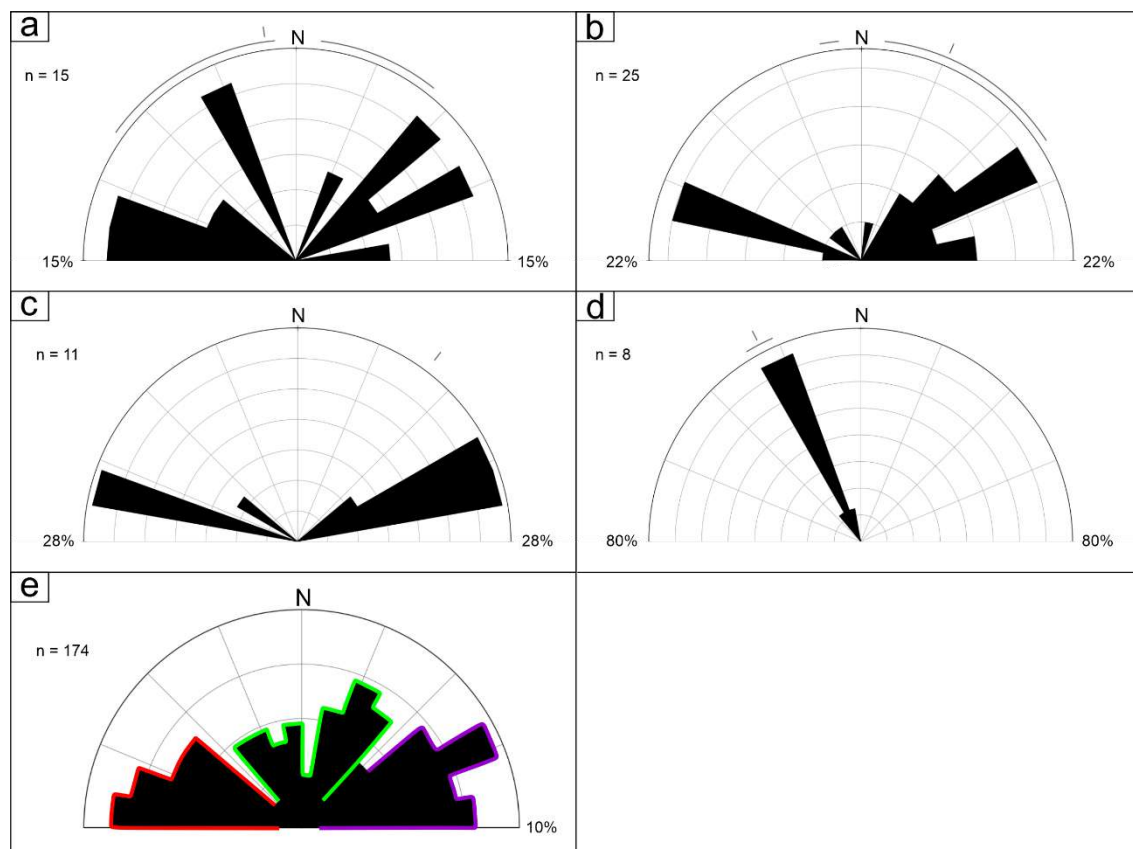 a
N
n = 15
15%
15%
b
N
n = 25
22%
22%
c
N
n = 11
28%
28%
d
N
n = 8
80%
80%
e
N
n = 174
10%